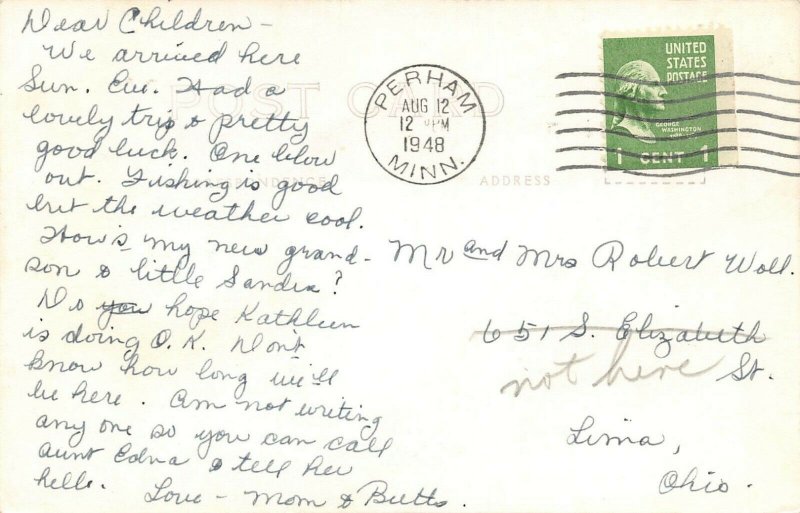 Dear Children -
We arrived here
Sun. Eve. Had a
lovely trip & pretty
good luck. One blow
out. Fishing is good
but the weather cool.
How's my new grand-
son & little Sandra?
Do you hope Kathleen
is doing O.K. Dont
know how long we'll
be here. Am not writing
any one so you can call
Aunt Edna & tell her
hello.
Love - Mom & Butts.
POST CARD
CORRESPONDENCE
ADDRESS
PERHAM
AUG 12
12 PM
1948
MINN.
UNITED
STATES
POSTAGE
GEORGE
WASHINGTON
1 CENT 1
Mr and Mrs Robert Woll.
651 S. Elizabeth
not here St.
Lima,
Ohio.